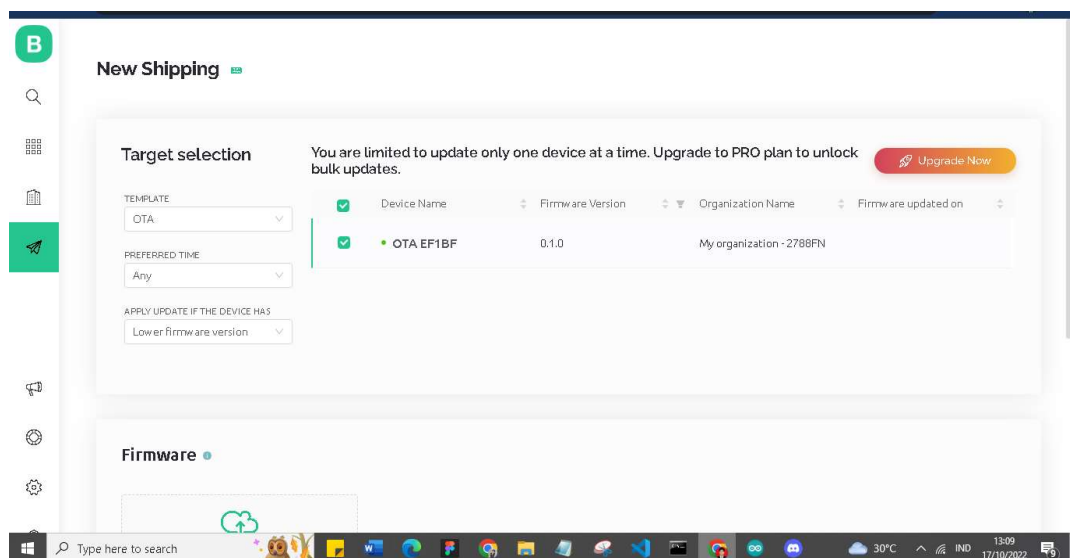 B
New Shipping
Target selection
You are limited to update only one device at a time. Upgrade to PRO plan to unlock
bulk updates.
Upgrade Now
TEMPLATE
OTA
PREFERRED TIME
Any
APPLY UPDATE IF THE DEVICE HAS
Lower firmware version
Device Name Firmware Version Organization Name Firmware updated on
OTA EF1BF 0.1.0 My organization - 2788FN
Firmware
Type here to search
30°C IND 13:09
17/10/2022